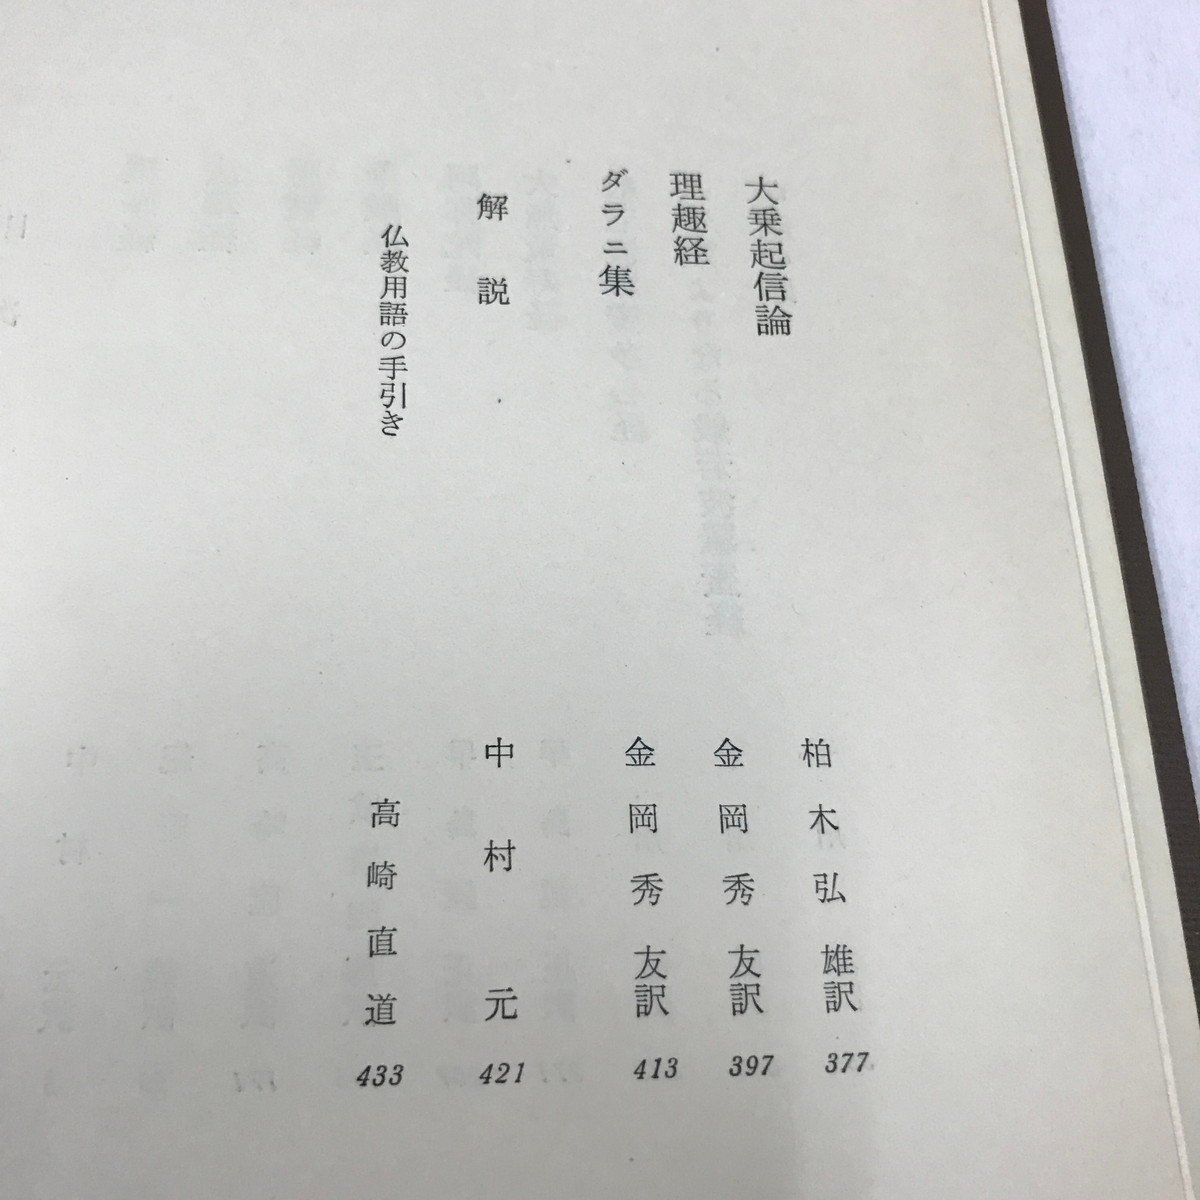 大乗起信論 柏木弘雄訳 377
理趣経 金岡秀友訳 397
ダラニ集 金岡秀友訳 413
解説 中村元 421
仏教用語の手引き 高崎直道 433